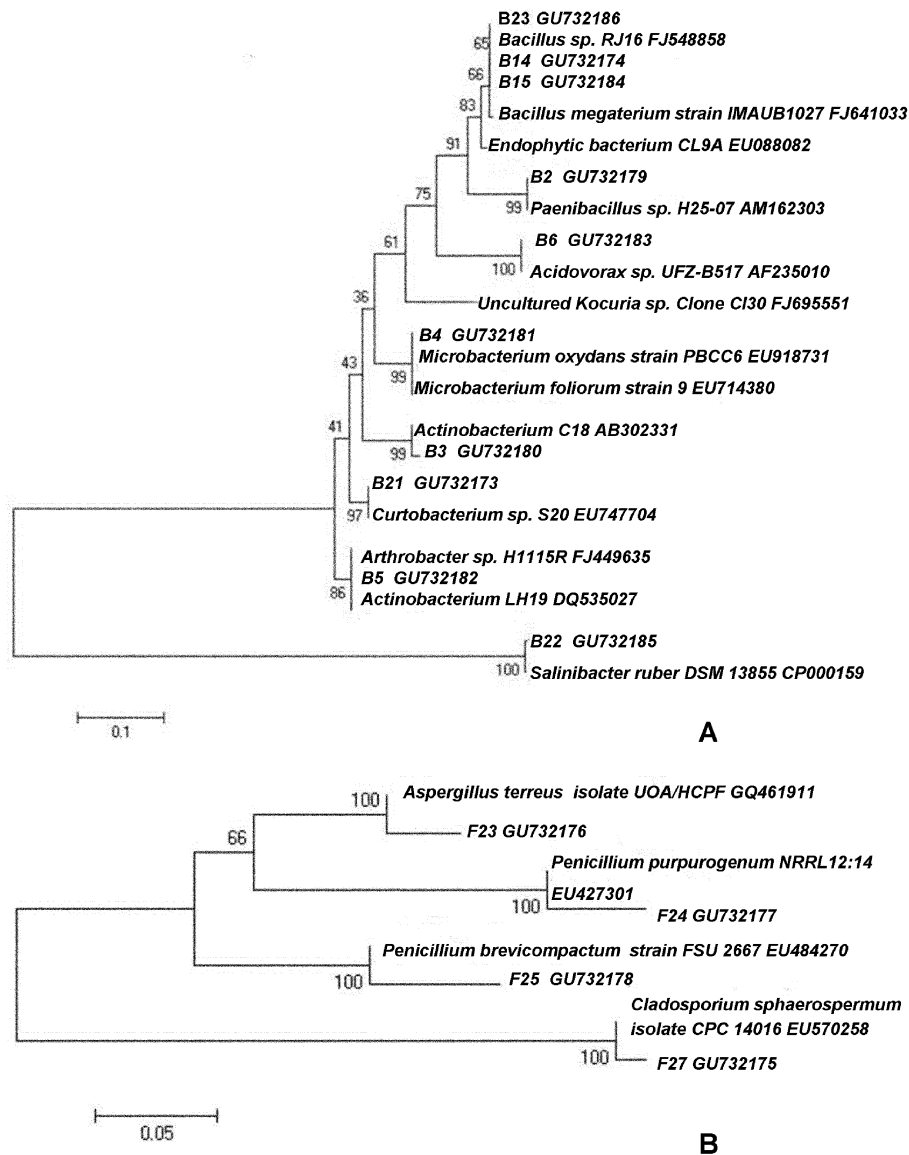 B23 GU732186
65
Bacillus sp. RJ16 FJ548858
B14 GU732174
66
B15 GU732184
83
Bacillus megaterium strain IMAUB1027 FJ641033
91
Endophytic bacterium CL9A EU088082
B2 GU732179
75
99
Paenibacillus sp. H25-07 AM162303
61
B6 GU732183
100
Acidovorax sp. UFZ-B517 AF235010
36
Uncultured Kocuria sp. Clone CI30 FJ695551
B4 GU732181
Microbacterium oxydans strain PBCC6 EU918731
43
99
Microbacterium foliorum strain 9 EU714380
41
Actinobacterium C18 AB302331
99
B3 GU732180
B21 GU732173
97
Curtobacterium sp. S20 EU747704
Arthrobacter sp. H1115R FJ449635
B5 GU732182
86
Actinobacterium LH19 DQ535027
B22 GU732185
100
Salinibacter ruber DSM 13855 CP000159
0.1
A
Aspergillus terreus isolate UOA/HCPF GQ461911
100
F23 GU732176
66
Penicillium purpurogenum NRRL12:14
EU427301
100
F24 GU732177
Penicillium brevicompactum strain FSU 2667 EU484270
100
F25 GU732178
Cladosporium sphaerospermum
isolate CPC 14016 EU570258
100
F27 GU732175
0.05
B